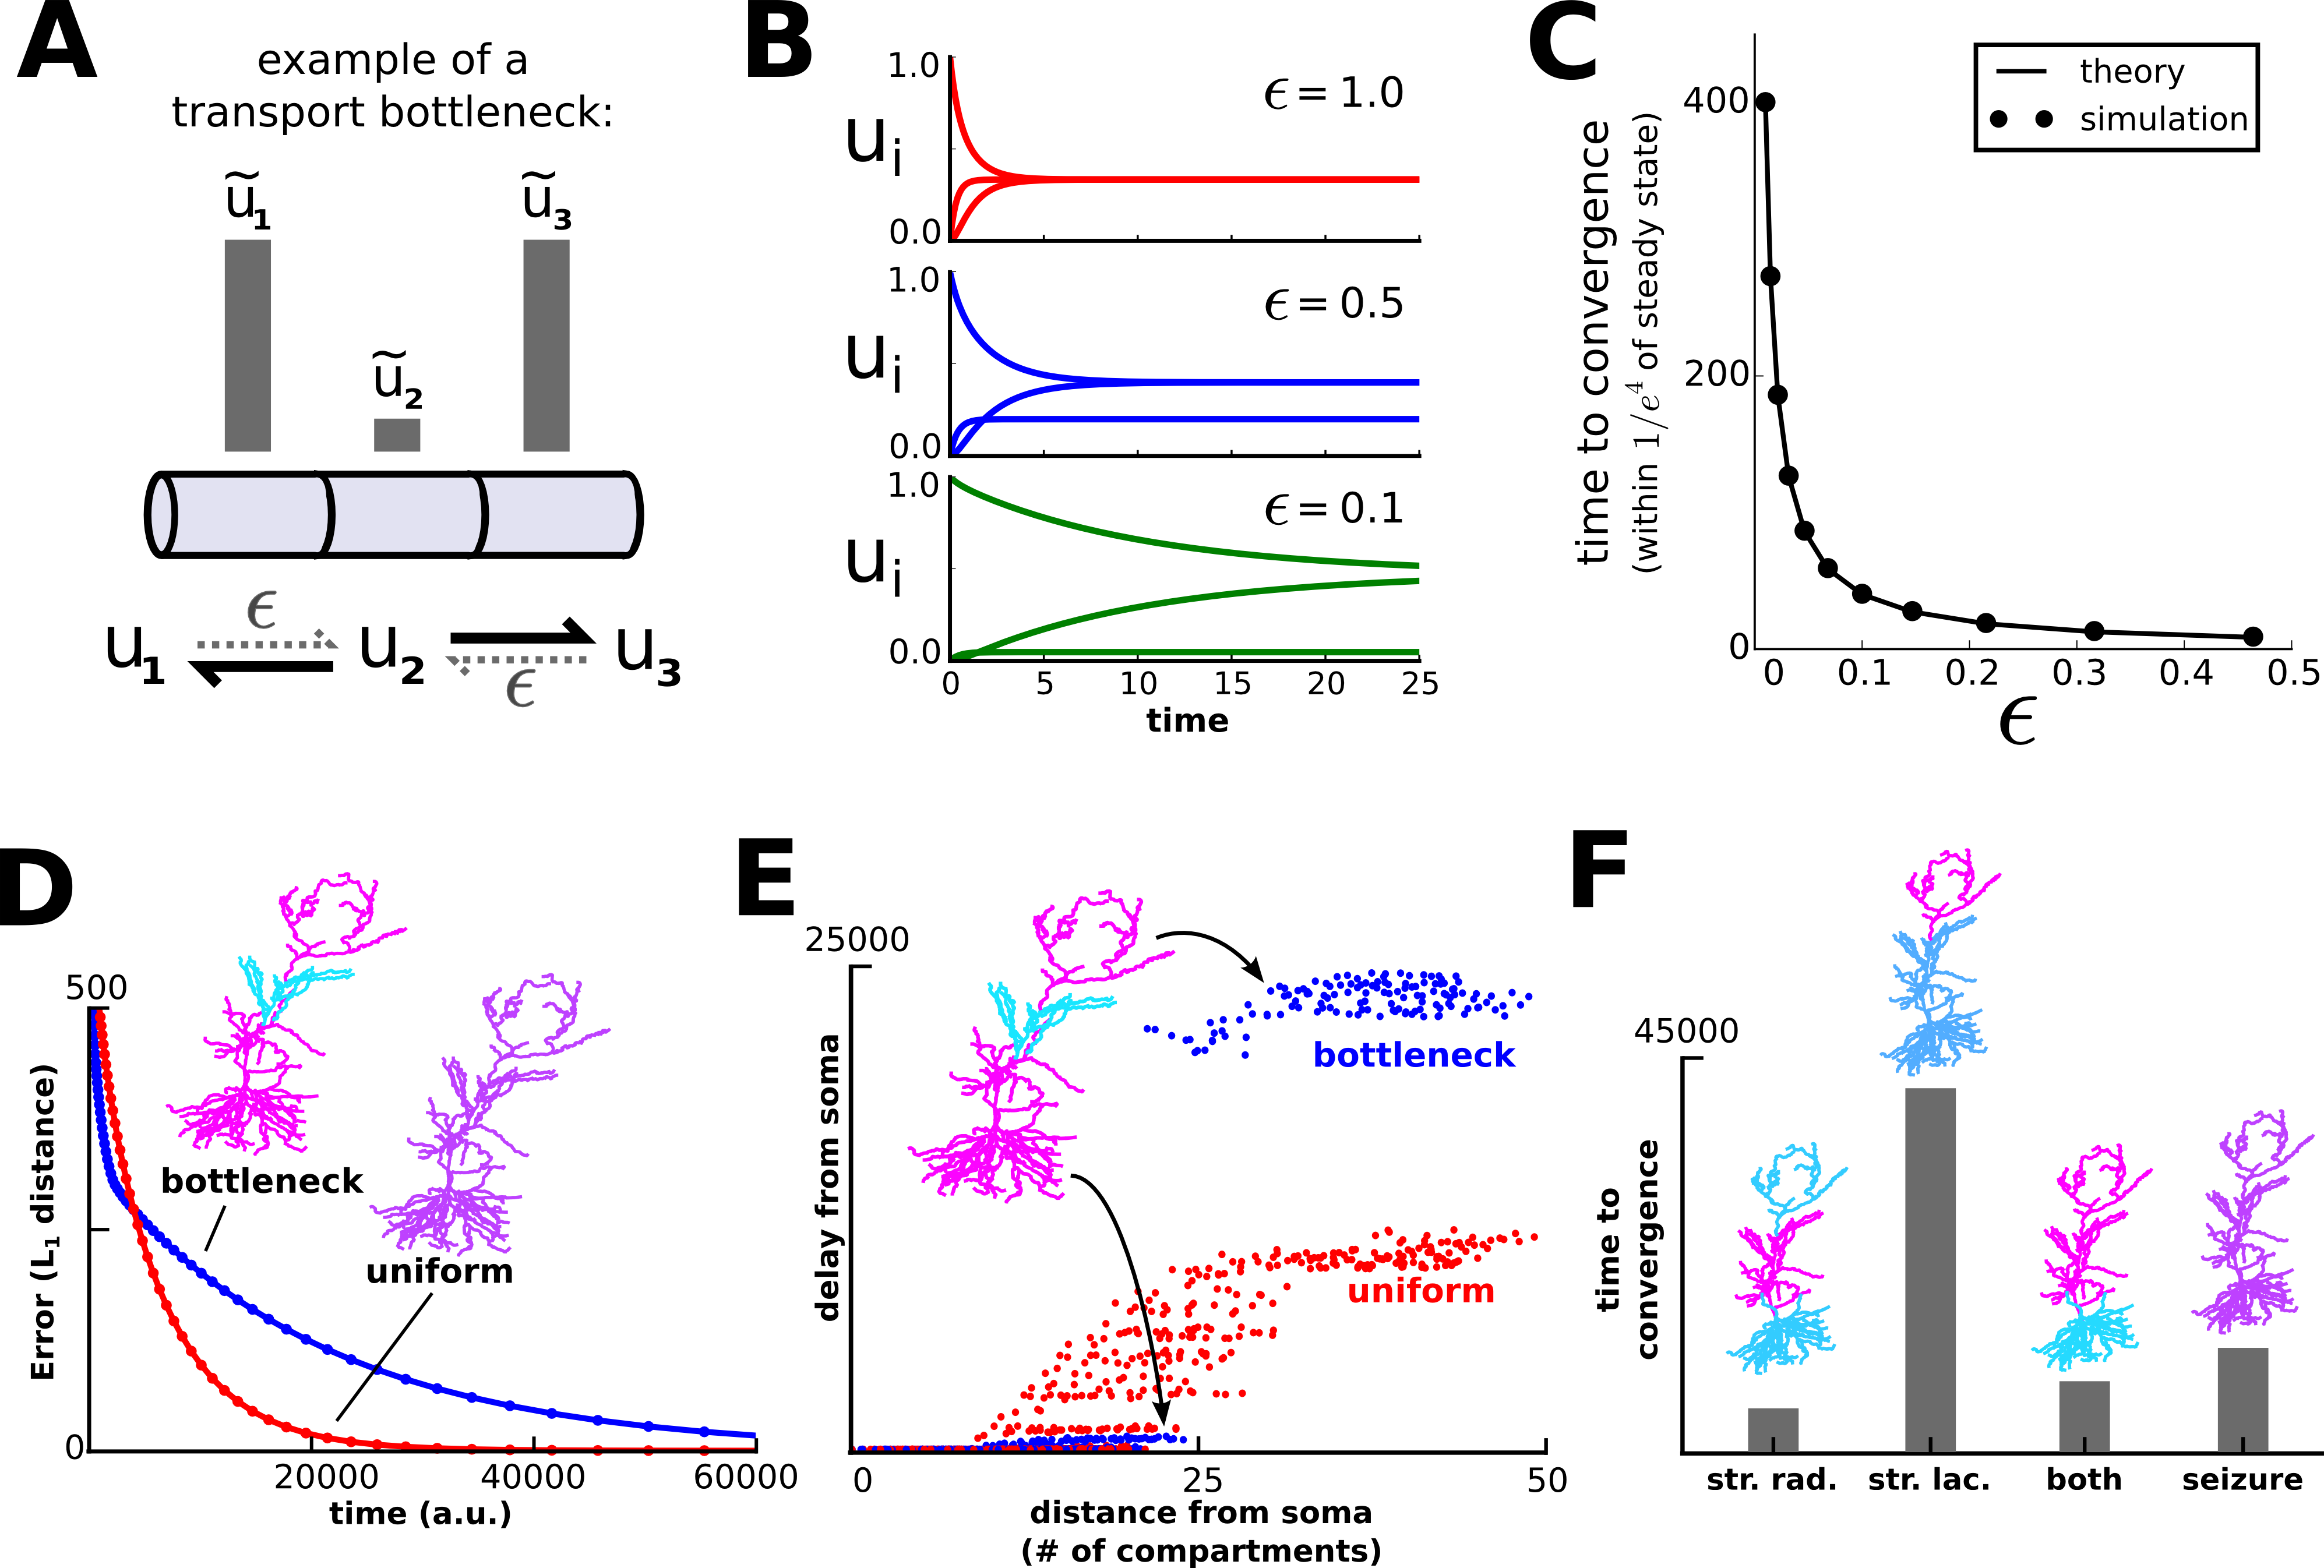 A
example of a
transport bottleneck:
ũ1
ũ2
ũ3
ϵ
u1
u2
u3
ϵ
B
1.0
ui
0.0
ϵ = 1.0
1.0
ui
0.0
ϵ = 0.5
1.0
ui
0.0
ϵ = 0.1
0
5
10
15
20
25
time
C
time to convergence
(within 1/e⁴ of steady state)
400
200
0
theory
simulation
0
0.1
0.2
0.3
0.4
0.5
ϵ
D
500
0
Error (L1 distance)
bottleneck
uniform
20000
40000
60000
time (a.u.)
E
25000
delay from soma
bottleneck
uniform
0
25
50
distance from soma
(# of compartments)
F
45000
time to
convergence
str. rad.
str. lac.
both
seizure